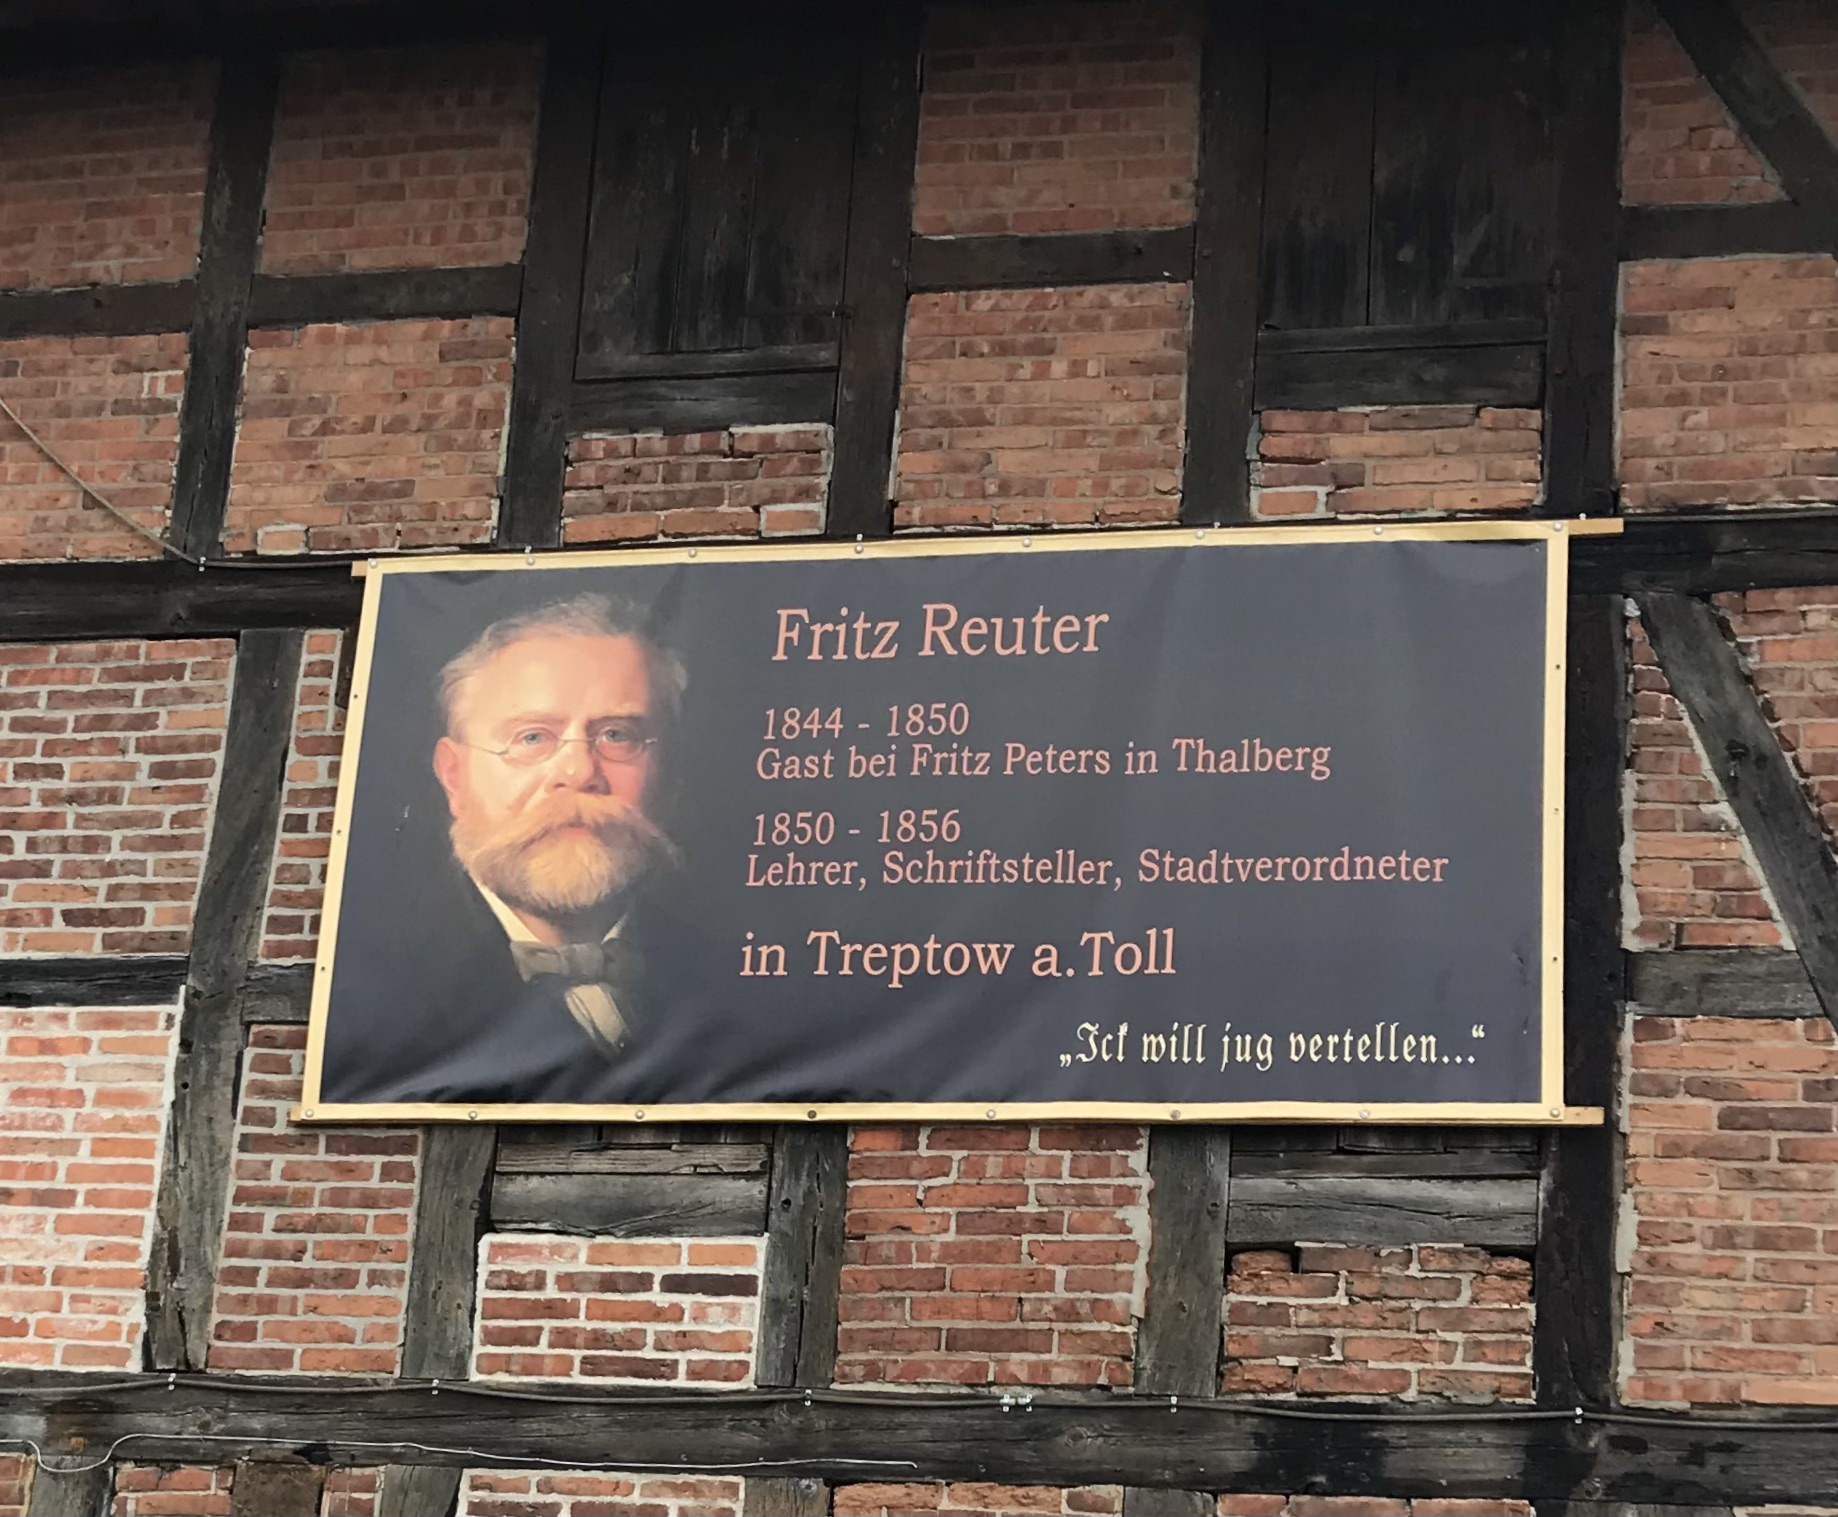 Fritz Reuter
1844 - 1850
Gast bei Fritz Peters in Thalberg
1850 - 1856
Lehrer, Schriftsteller, Stadtverordneter
in Treptow a.Toll
„Ick will jug vertellen...“